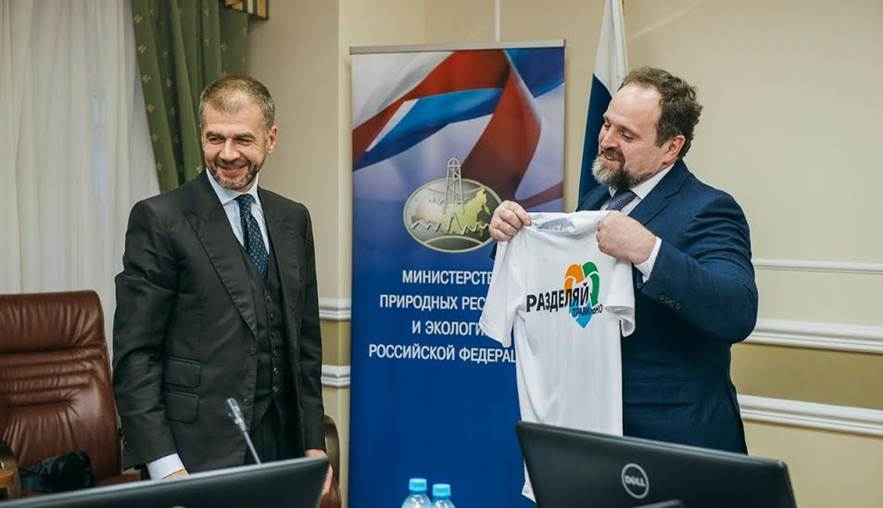 МИНИСТЕРСТВ
ПРИРОДНЫХ РЕС
И ЭКОЛОГИ
РОССИЙСКОЙ ФЕДЕРАЦ
РАЗДЕЛЯЙ
DELL